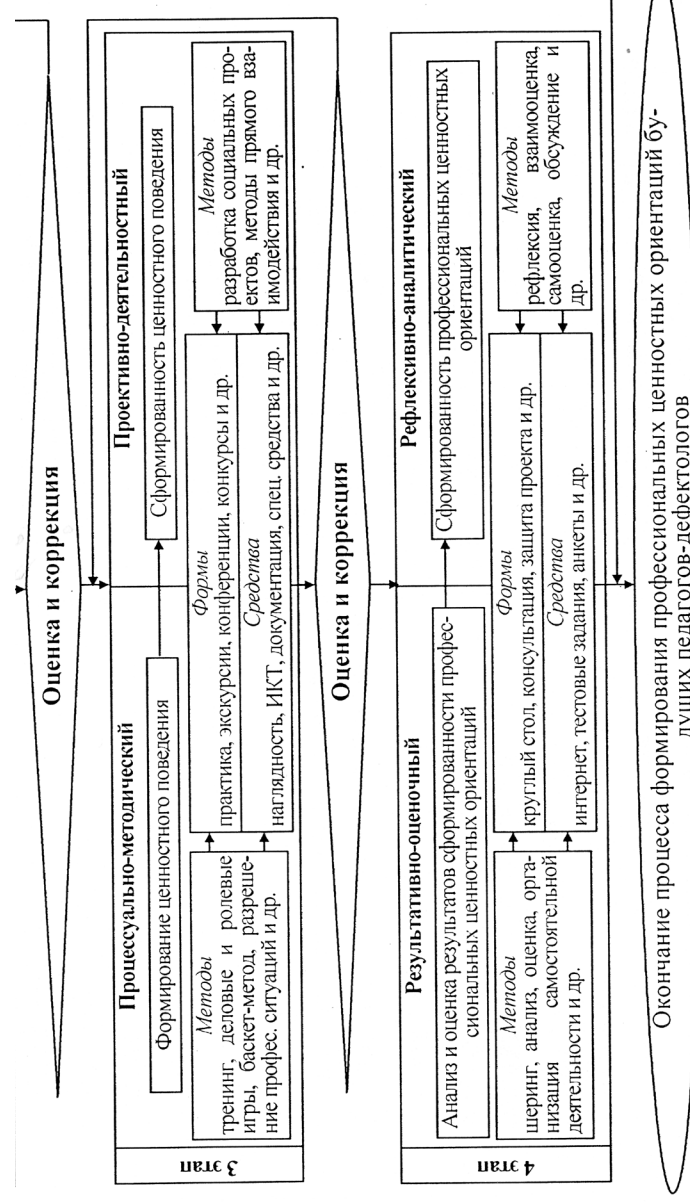 Оценка и коррекция
3 этап
Процессуально-методический
Проективно-деятельностный
Формирование ценностного поведения
Сформированность ценностного поведения
Методы
тренинг, деловые и ролевые
игры, баскет-метод, разреше-
ние профес. ситуаций и др.
Формы
практика, экскурсии, конференции, конкурсы и др.
Средства
наглядность, ИКТ, документация, спец. средства и др.
Методы
разработка социальных про-
ектов, методы прямого вза-
имодействия и др.
Оценка и коррекция
4 этап
Результативно-оценочный
Рефлексивно-аналитический
Анализ и оценка результатов сформированности профес-
сиональных ценностных ориентаций
Сформированность профессиональных ценностных
ориентаций
Методы
шеринг, анализ, оценка, орга-
низация самостоятельной
деятельности и др.
Формы
круглый стол, консультация, защита проекта и др.
Средства
интернет, тестовые задания, анкеты и др.
Методы
рефлексия, взаимооценка,
самооценка, обсуждение и
др.
Окончание процесса формирования профессиональных ценностных ориентаций бу-
дущих педагогов-дефектологов